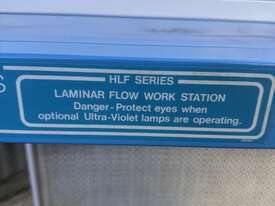 S
HLF SERIES
LAMINAR FLOW WORK STATION
Danger-Protect eyes when
optional Ultra-Violet lamps are operating.